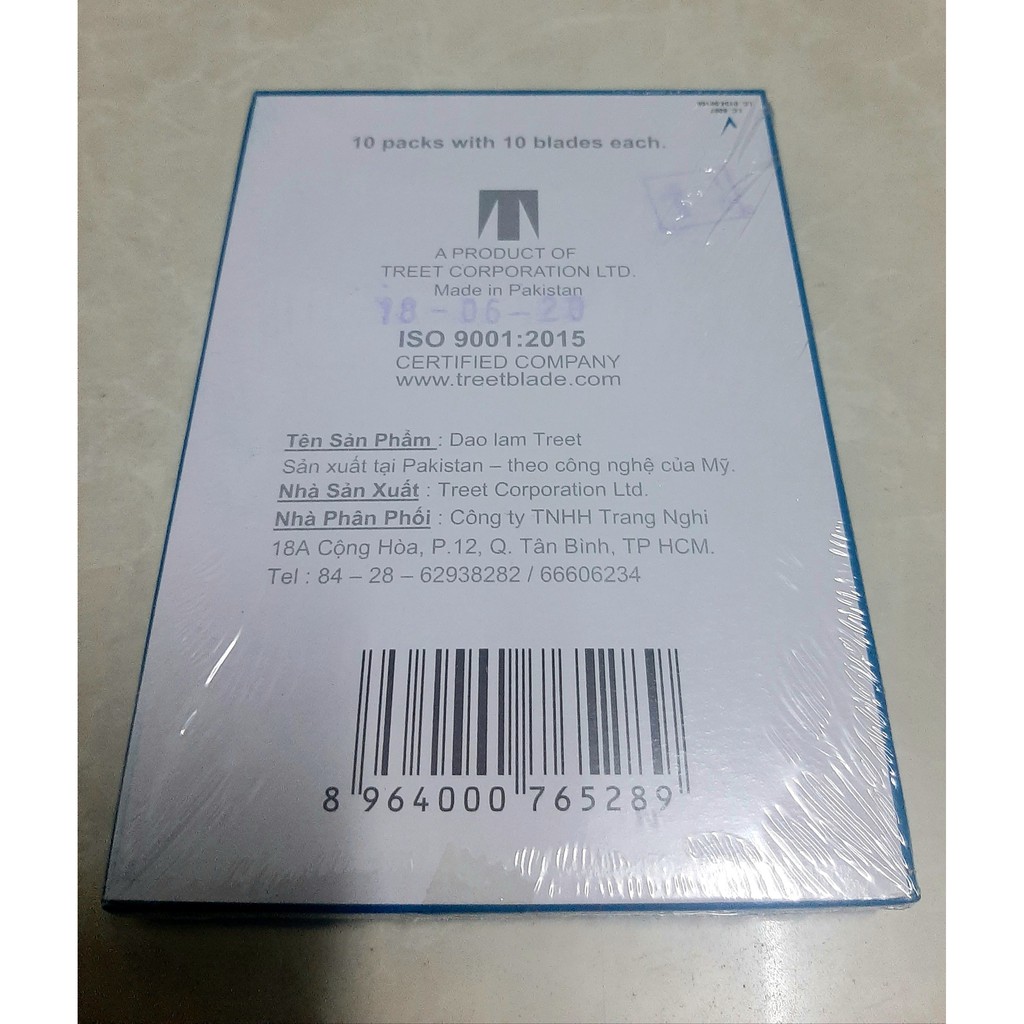 10 packs with 10 blades each.
A PRODUCT OF
TREET CORPORATION LTD.
Made in Pakistan
18-06-20
ISO 9001:2015
CERTIFIED COMPANY
www.treetblade.com
Tên Sản Phẩm : Dao lam Treet
Sản xuất tại Pakistan – theo công nghệ của Mỹ.
Nhà Sản Xuất : Treet Corporation Ltd.
Nhà Phân Phối : Công ty TNHH Trang Nghi
18A Cộng Hòa, P.12, Q. Tân Bình, TP HCM.
Tel : 84 – 28 – 62938282 / 66606234
8 964000 765289